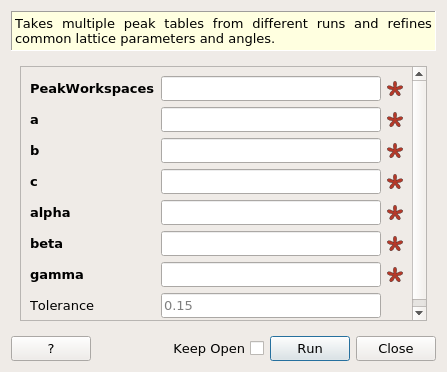 Takes multiple peak tables from different runs and refines
common lattice parameters and angles.
PeakWorkspaces
a
b
c
alpha
beta
gamma
Tolerance 0.15
? Keep Open Run Close